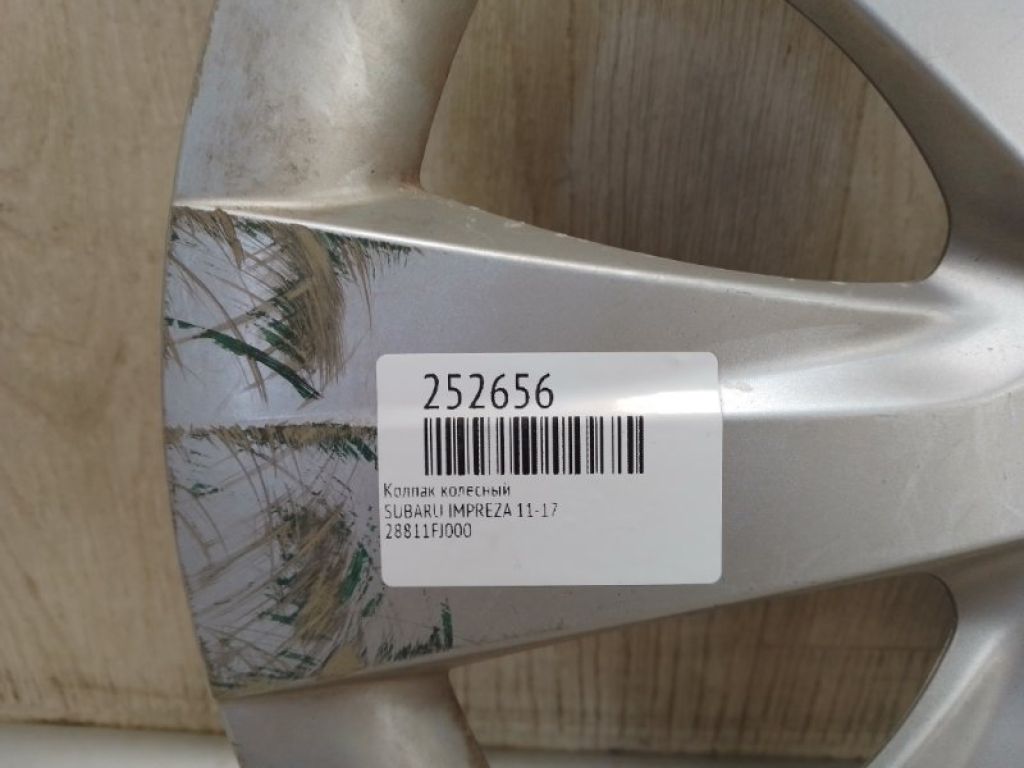 252656
Колпак колесный
SUBARU IMPREZA 11-17
28811FJ000